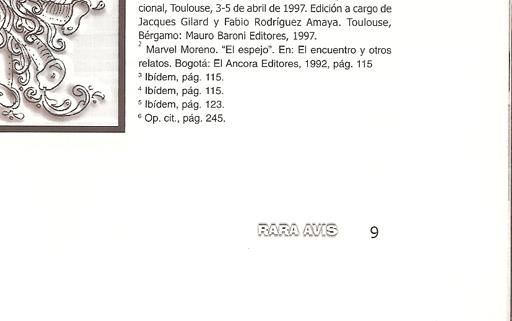 cional, Toulouse, 3-5 de abril de 1997. Edición a cargo de
Jacques Gilard y Fabio Rodríguez Amaya. Toulouse,
Bérgamo: Mauro Baroni Editores, 1997.
² Marvel Moreno. “El espejo”. En: El encuentro y otros
relatos. Bogotá: El Ancora Editores, 1992, pág. 115
³ Ibídem, pág. 115.
⁴ Ibídem, pág. 115.
⁵ Ibídem, pág. 123.
⁶ Op. cit., pág. 245.
RARA AVIS 9